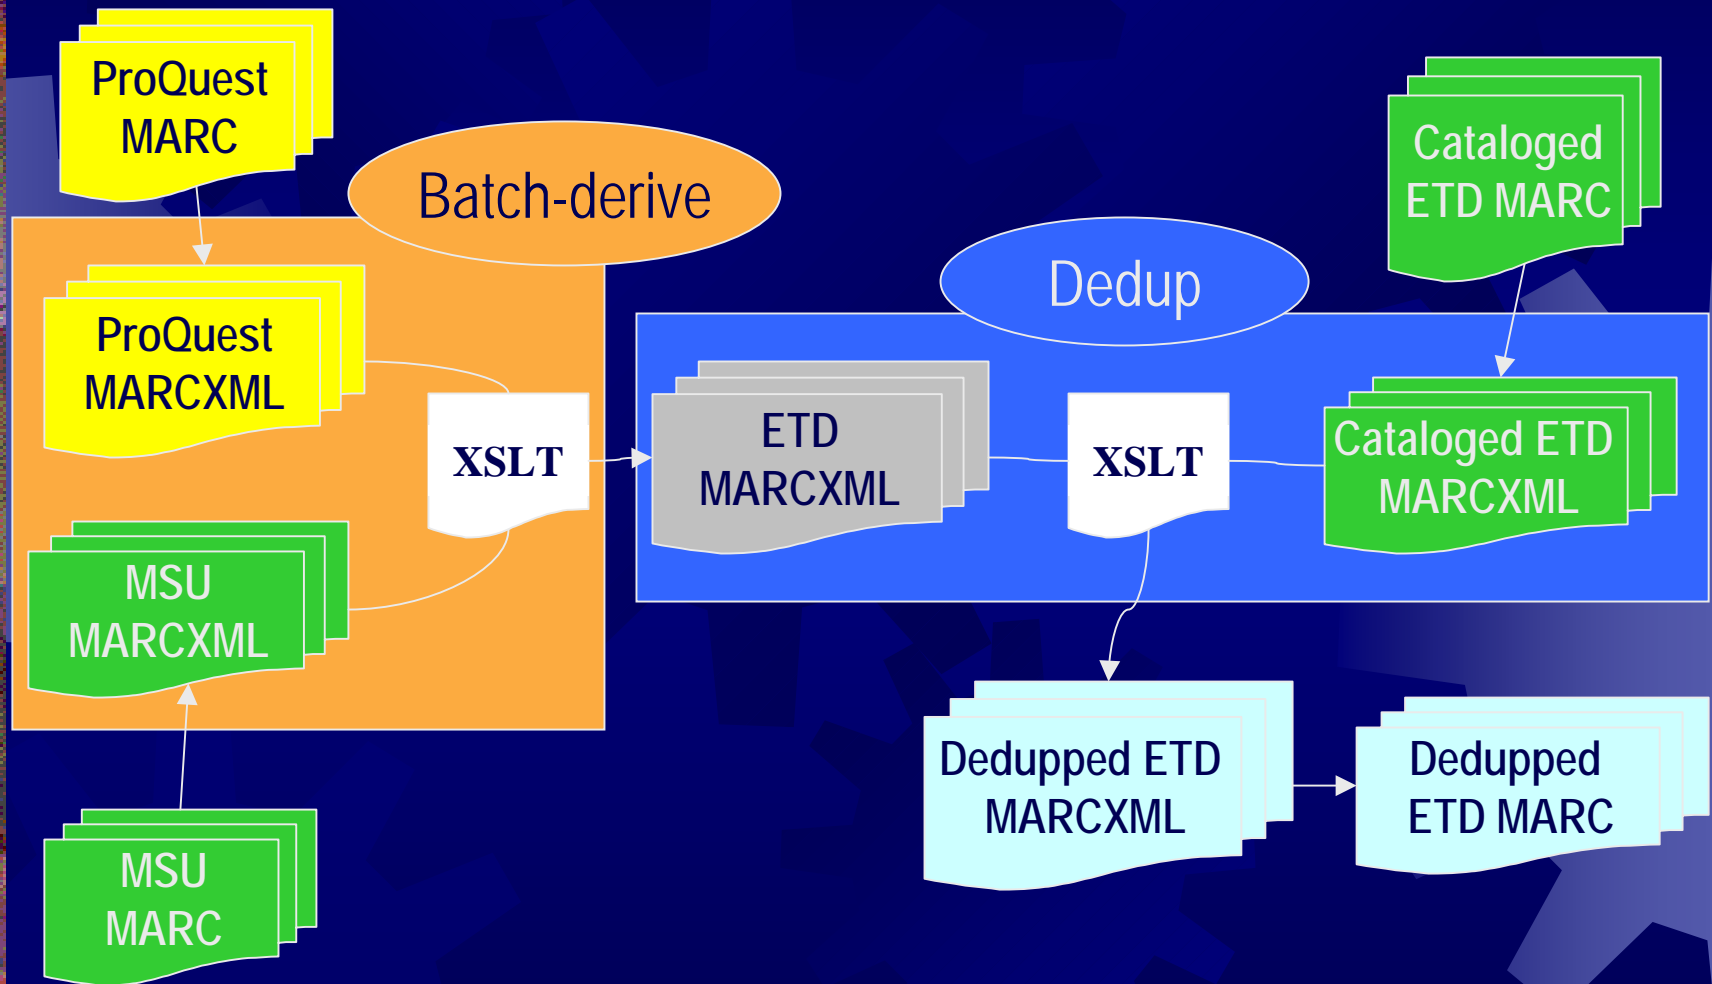 ProQuest
MARC
Batch-derive
ProQuest
MARCXML
XSLT
MSU
MARCXML
MSU
MARC
Dedup
Cataloged
ETD MARC
ETD
MARCXML
XSLT
Cataloged ETD
MARCXML
Dedupped ETD
MARCXML
Dedupped
ETD MARC